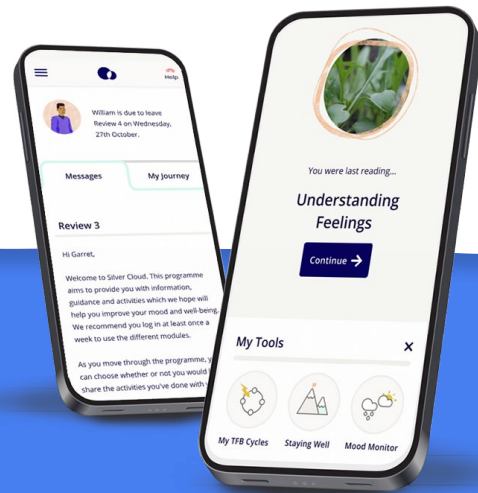 Help
William is due to leave
Review 4 on Wednesday,
27th October.
Messages
My Journey
Review 3
Hi Garret,
Welcome to Silver Cloud. This programme
aims to provide you with information,
guidance and activities which we hope will
help you improve your mood and well-being.
We recommend you log in at least once a
week to use the different modules.
As you move through the programme, y
can choose whether or not you would l
share the activities you've done with
You were last reading...
Understanding
Feelings
Continue →
My Tools
×
My TFB Cycles
Staying Well
Mood Monitor